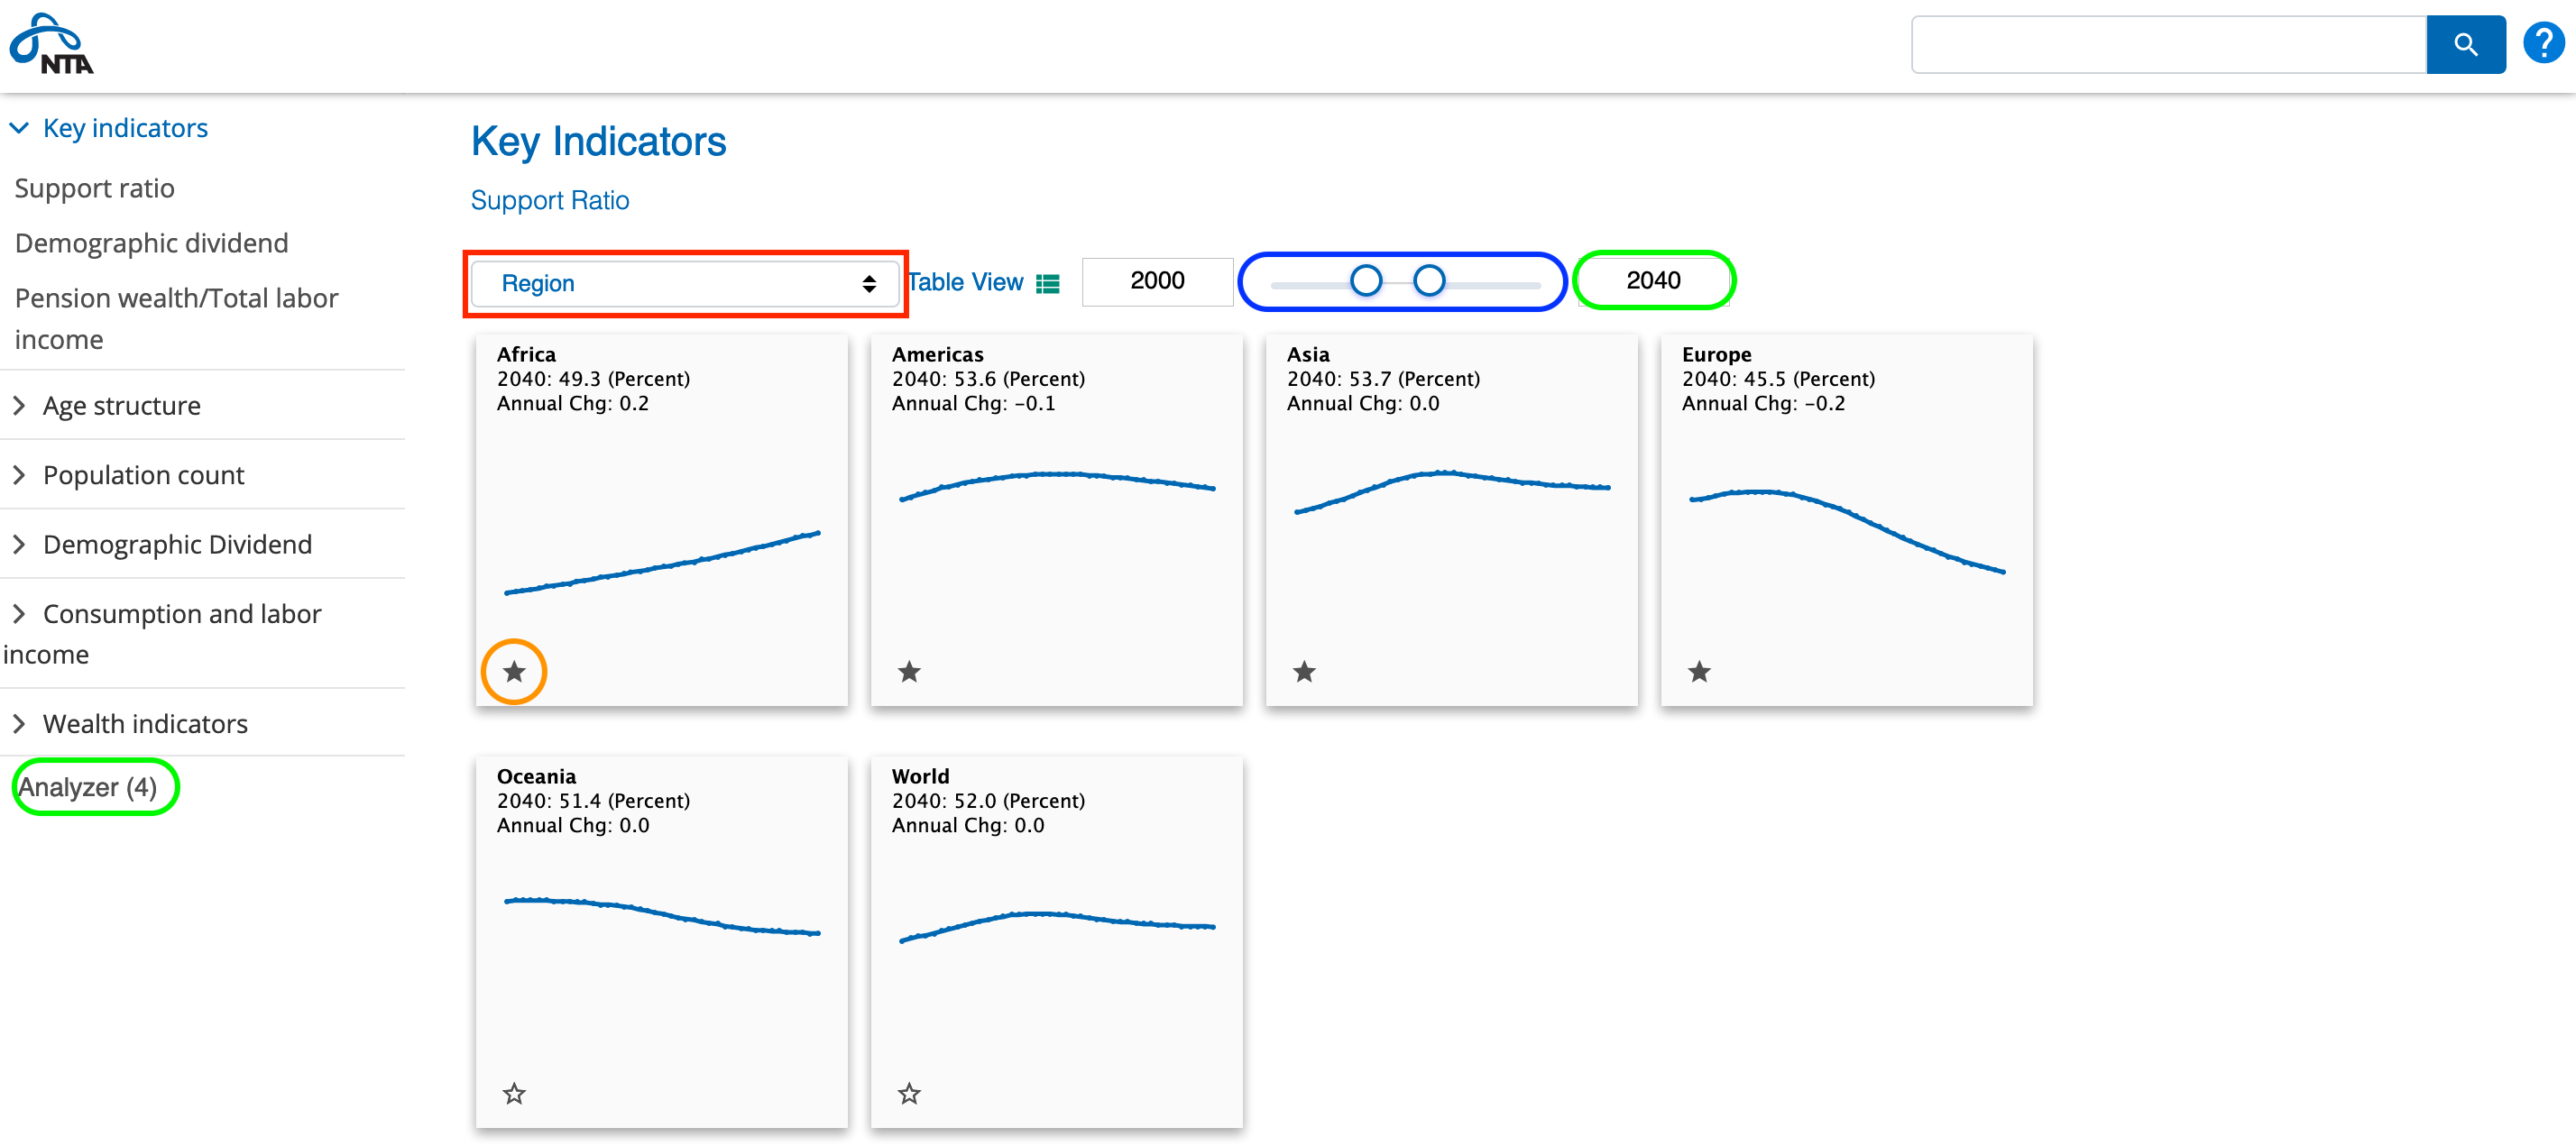 NTA
?
Key indicators
Support ratio
Demographic dividend
Pension wealth/Total labor
income
Age structure
Population count
Demographic Dividend
Consumption and labor
income
Wealth indicators
Analyzer (4)
Key Indicators
Support Ratio
Region
Table View
2000
2040
Africa
2040: 49.3 (Percent)
Annual Chg: 0.2
Americas
2040: 53.6 (Percent)
Annual Chg: −0.1
Asia
2040: 53.7 (Percent)
Annual Chg: 0.0
Europe
2040: 45.5 (Percent)
Annual Chg: −0.2
Oceania
2040: 51.4 (Percent)
Annual Chg: 0.0
World
2040: 52.0 (Percent)
Annual Chg: 0.0